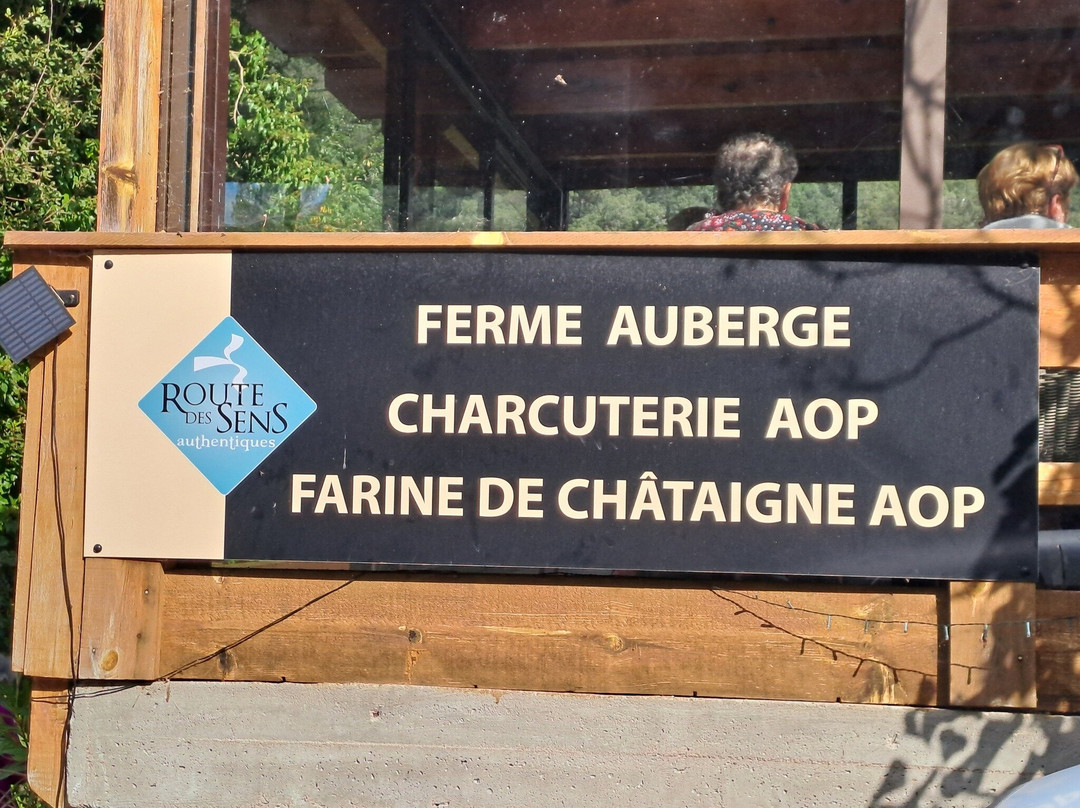 FERME AUBERGE
CHARCUTERIE AOP
FARINE DE CHÂTAIGNE AOP
ROUTE
DES SENS
authentiques